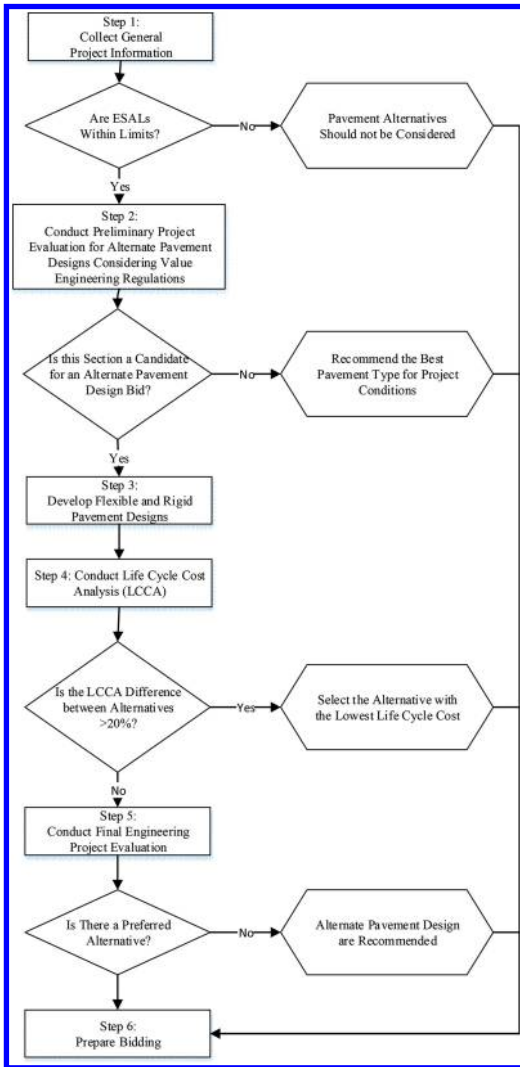 Step 1:
Collect General
Project Information
Are ESALs
Within Limits?
No
Pavement Alternatives
Should not be Considered
Yes
Step 2:
Conduct Preliminary Project
Evaluation for Alternate Pavement
Designs Considering Value
Engineering Regulations
Is this Section a Candidate
for an Alternate Pavement
Design Bid?
No
Recommend the Best
Pavement Type for Project
Conditions
Yes
Step 3:
Develop Flexible and Rigid
Pavement Designs
Step 4: Conduct Life Cycle Cost
Analysis (LCCA)
Is the LCCA Difference
between Alternatives
>20%?
Yes
Select the Alternative with
the Lowest Life Cycle Cost
No
Step 5:
Conduct Final Engineering
Project Evaluation
Is There a Preferred
Alternative?
No
Alternate Pavement Design
are Recommended
Step 6:
Prepare Bidding